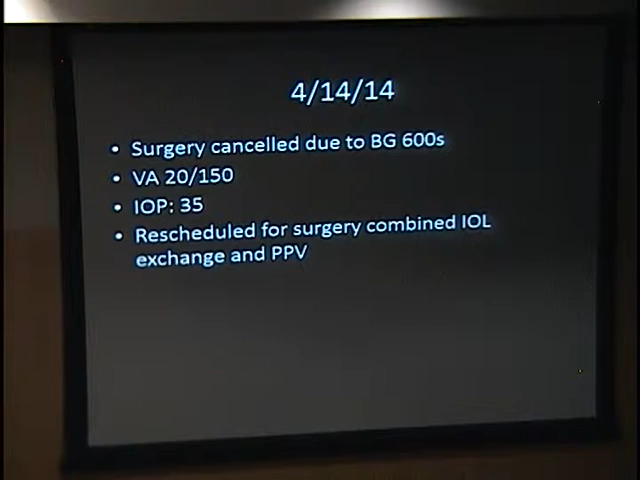 4/14/14
• Surgery cancelled due to BG 600s
• VA 20/150
• IOP: 35
• Rescheduled for surgery combined IOL
exchange and PPV